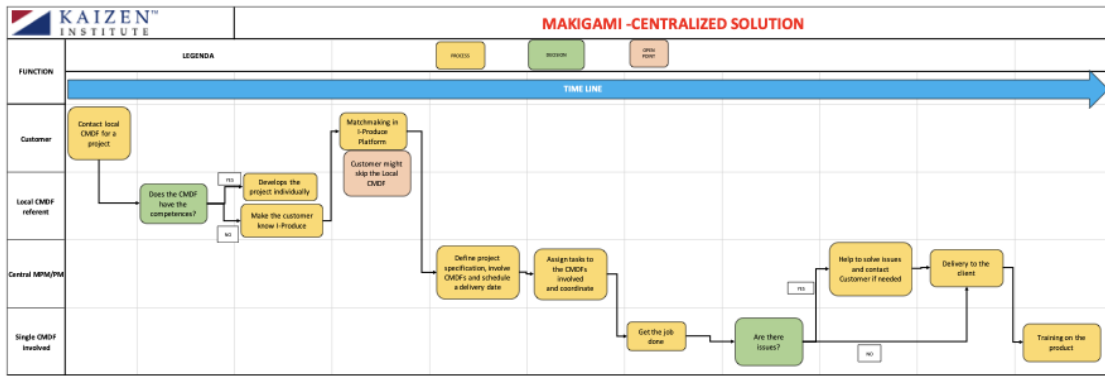 KAIZEN™
INSTITUTE
MAKIGAMI -CENTRALIZED SOLUTION
FUNCTION
LEGENDA
PROCESS
DECISION
OPEN
POINT
TIME LINE
Customer
Contact local
CMDF for a
project
Matchmaking in
I-Produce
Platform
Customer might
skip the Local
CMDF
Local CMDF
referent
Does the CMDF
have the
competences?
YES
Develops the
project individually
NO
Make the customer
know I-Produce
Central MPM/PM
Define project
specification, involve
CMDFs and schedule
a delivery date
Assign tasks to
the CMDFs
involved
and coordinate
YES
Help to solve issues
and contact
Customer if needed
Delivery to the
client
Single CMDF
involved
Get the job
done
Are there
issues?
NO
Training on the
product